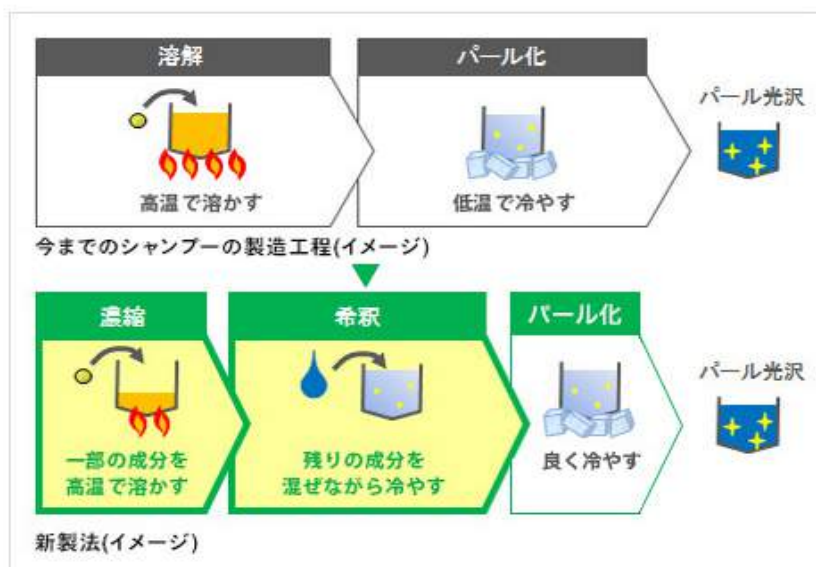 溶解
パール化
パール光沢
高温で溶かす
低温で冷やす
今までのシャンプーの製造工程(イメージ)
濃縮
希釈
パール化
パール光沢
一部の成分を
高温で溶かす
残りの成分を
混ぜながら冷やす
良く冷やす
新製法(イメージ)